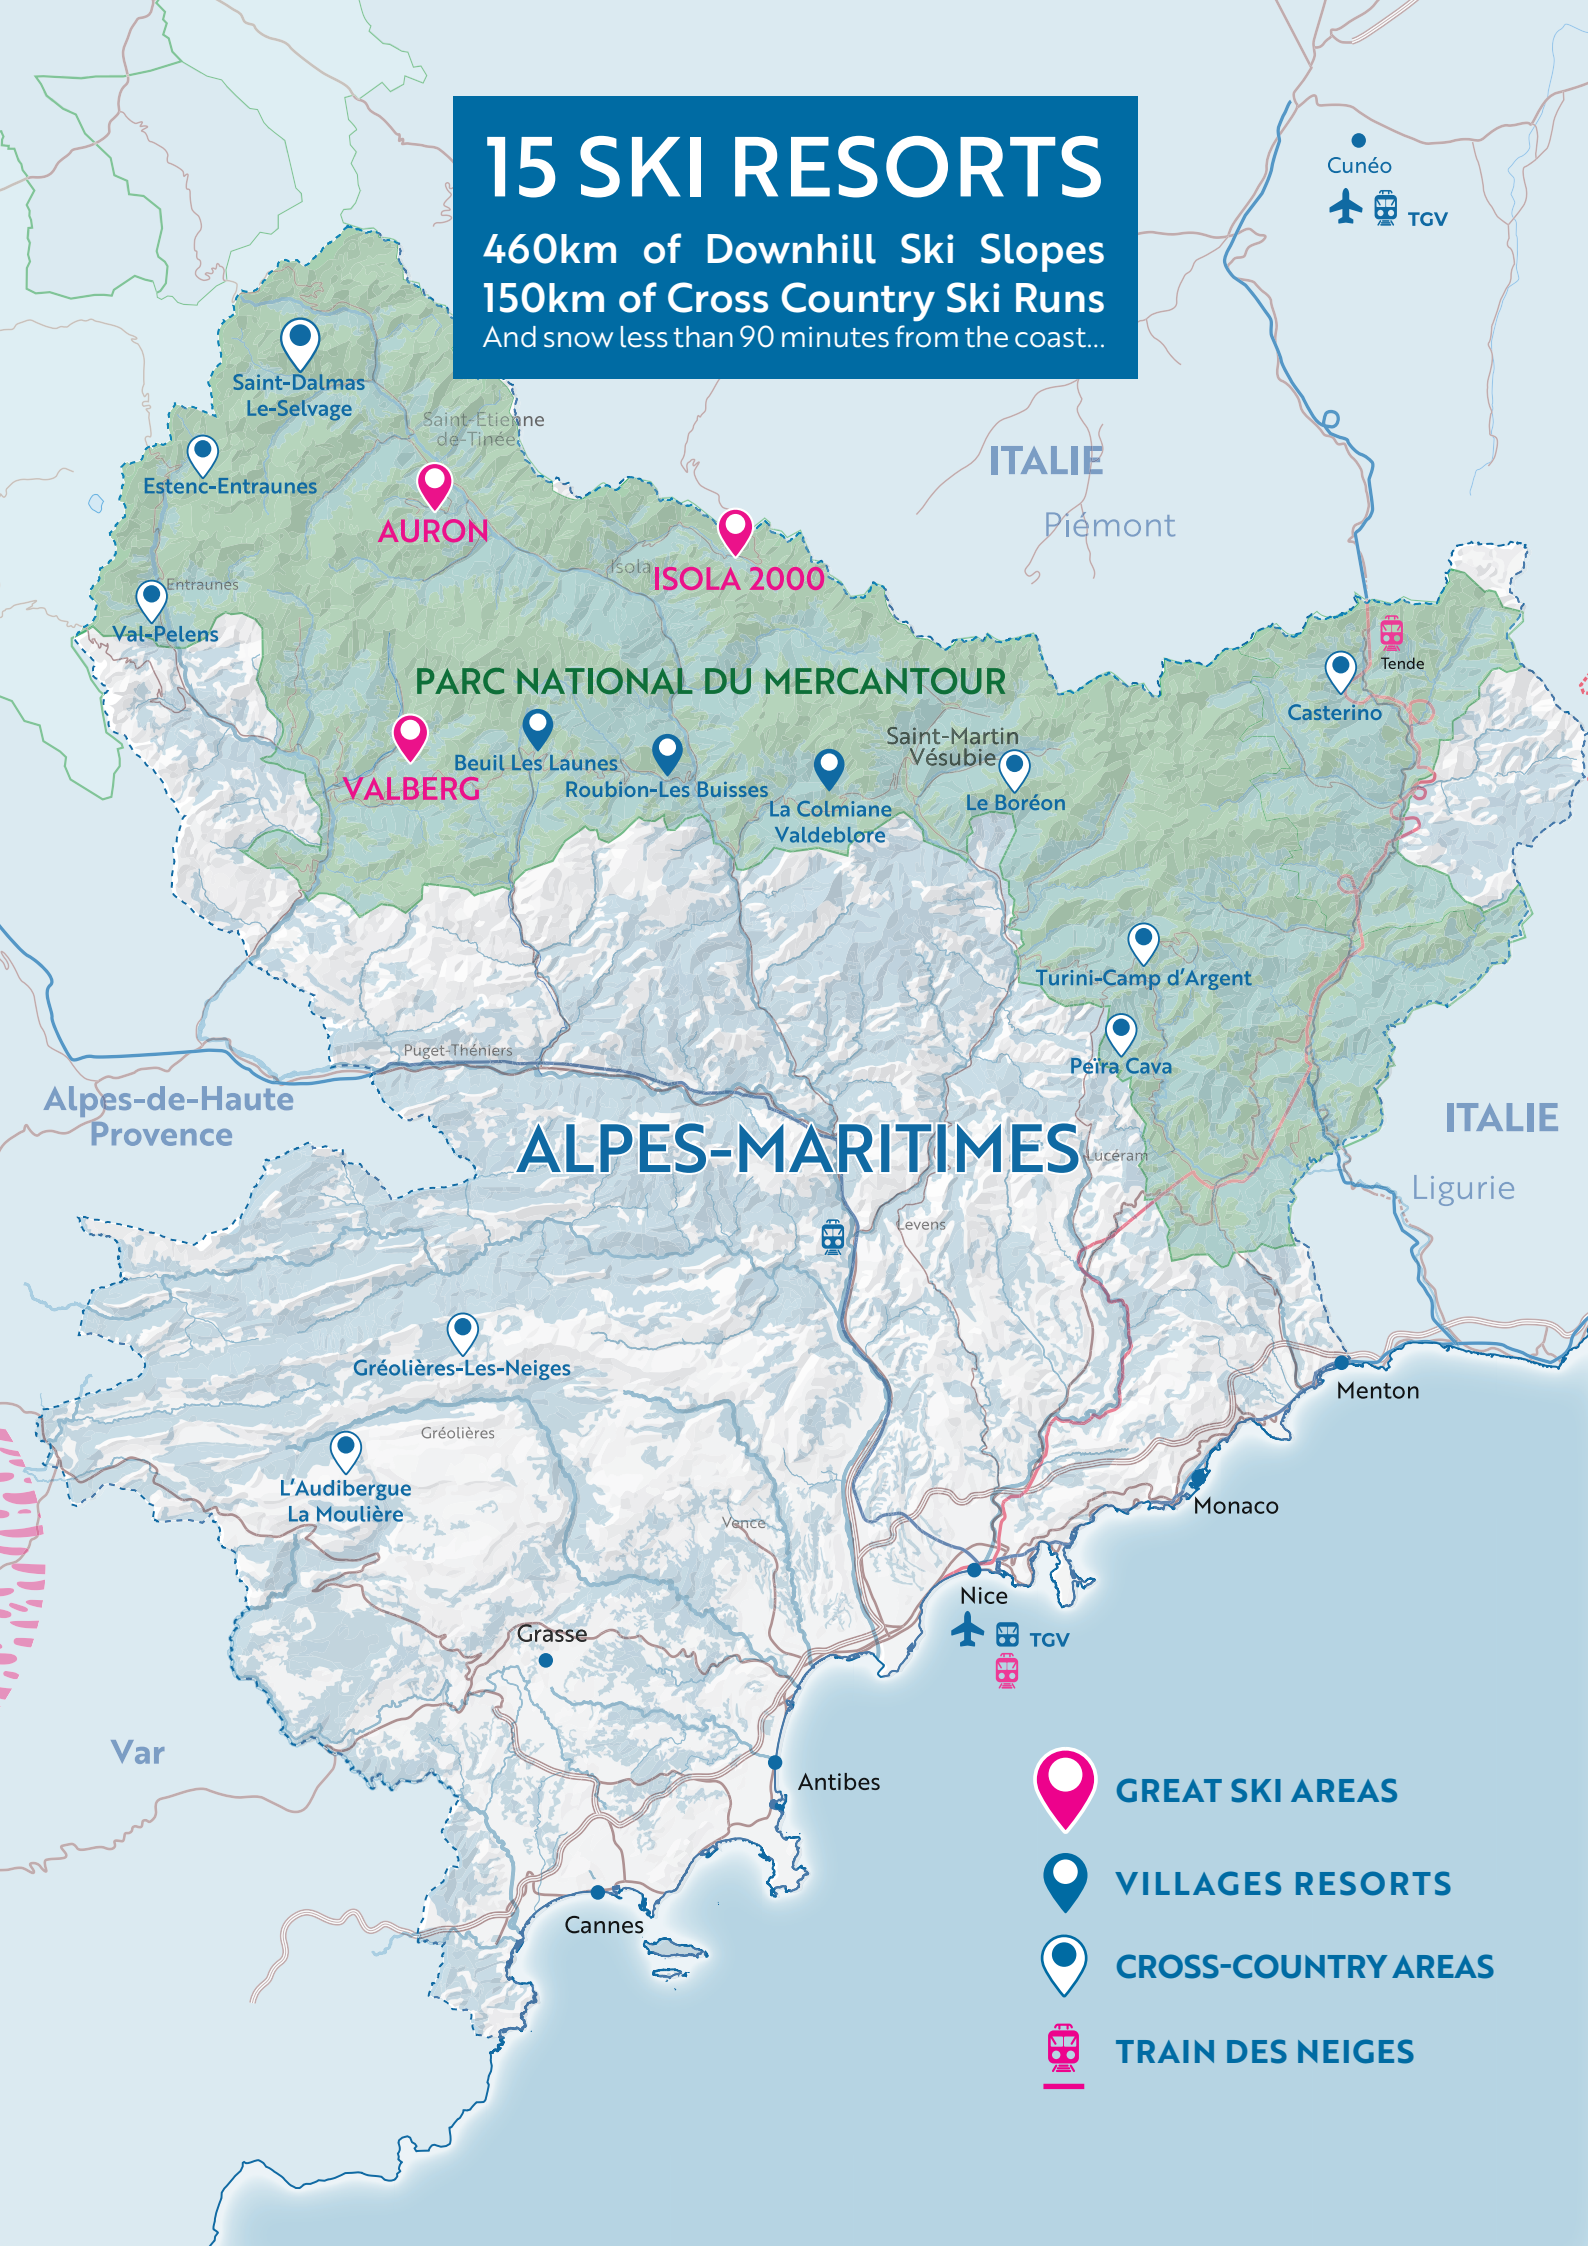 15 SKI RESORTS
460km of Downhill Ski Slopes
150km of Cross Country Ski Runs
And snow less than 90 minutes from the coast...
Cunéo
TGV
Saint-Dalmas
Le-Selvage
Saint-Etienne
de-Tinée
ITALIE
Estenc-Entraunes
AURON
Piémont
Isola
ISOLA 2000
Entraunes
Val-Pelens
Tende
PARC NATIONAL DU MERCANTOUR
Casterino
Saint-Martin
Vésubie
Beuil Les Launes
VALBERG
Roubion-Les Buisses
Le Boréon
La Colmiane
Valdeblore
Turini-Camp d'Argent
Puget-Théniers
Peïra Cava
Alpes-de-Haute
Provence
ITALIE
ALPES-MARITIMES
Lucéram
Ligurie
Levens
Gréolières-Les-Neiges
Menton
Gréolières
L'Audibergue
La Moulière
Monaco
Vence
Nice
TGV
Grasse
Var
Antibes
GREAT SKI AREAS
VILLAGES RESORTS
Cannes
CROSS-COUNTRY AREAS
TRAIN DES NEIGES